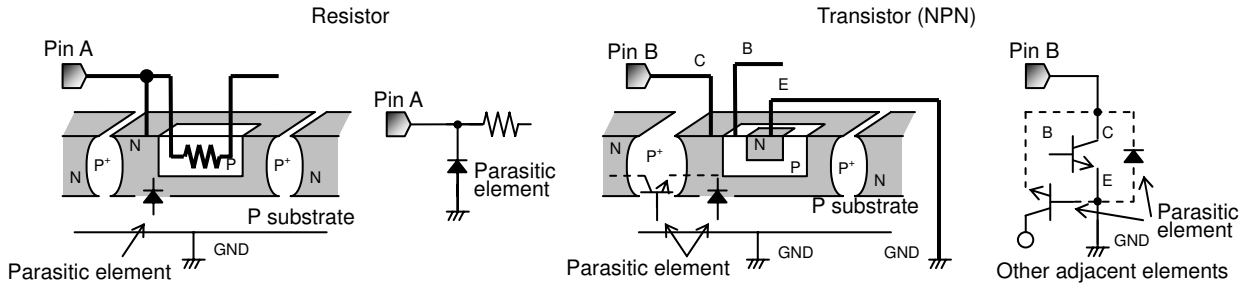 Resistor
Transistor (NPN)
Pin A
N
P
P+
P+
N
N
P substrate
GND
Parasitic element
Pin A
Parasitic
element
Pin B
C
B
E
N
P+
N
P
P+
N
P substrate
GND
GND
Parasitic element
Pin B
B
C
E
GND
Parasitic
element
Other adjacent elements